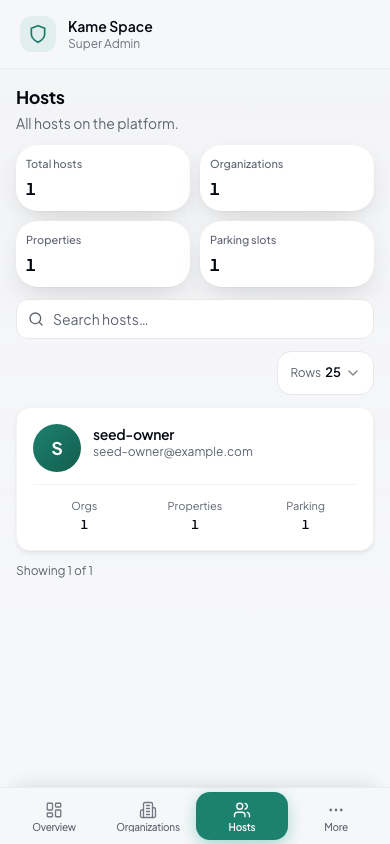 Kame Space
Super Admin
Hosts
All hosts on the platform.
Total hosts
1
Organizations
1
Properties
1
Parking slots
1
Search hosts...
Rows 25
S
seed-owner
seed-owner@example.com
Orgs
1
Properties
1
Parking
1
Showing 1 of 1
Overview
Organizations
Hosts
More